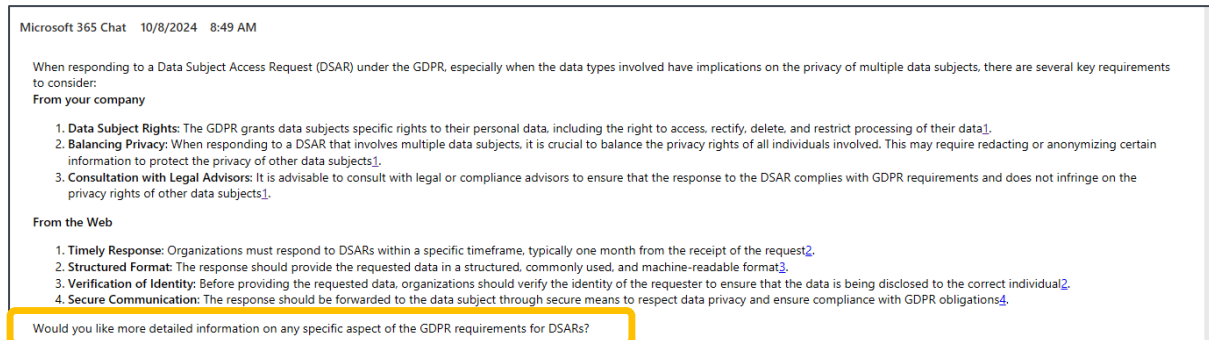 Microsoft 365 Chat 10/8/2024 8:49 AM
When responding to a Data Subject Access Request (DSAR) under the GDPR, especially when the data types involved have implications on the privacy of multiple data subjects, there are several key requirements
to consider:
From your company
1. Data Subject Rights: The GDPR grants data subjects specific rights to their personal data, including the right to access, rectify, delete, and restrict processing of their data1.
2. Balancing Privacy: When responding to a DSAR that involves multiple data subjects, it is crucial to balance the privacy rights of all individuals involved. This may require redacting or anonymizing certain
information to protect the privacy of other data subjects1.
3. Consultation with Legal Advisors: It is advisable to consult with legal or compliance advisors to ensure that the response to the DSAR complies with GDPR requirements and does not infringe on the
privacy rights of other data subjects1.
From the Web
1. Timely Response: Organizations must respond to DSARs within a specific timeframe, typically one month from the receipt of the request2.
2. Structured Format: The response should provide the requested data in a structured, commonly used, and machine-readable format3.
3. Verification of Identity: Before providing the requested data, organizations should verify the identity of the requester to ensure that the data is being disclosed to the correct individual2.
4. Secure Communication: The response should be forwarded to the data subject through secure means to respect data privacy and ensure compliance with GDPR obligations4.
Would you like more detailed information on any specific aspect of the GDPR requirements for DSARs?